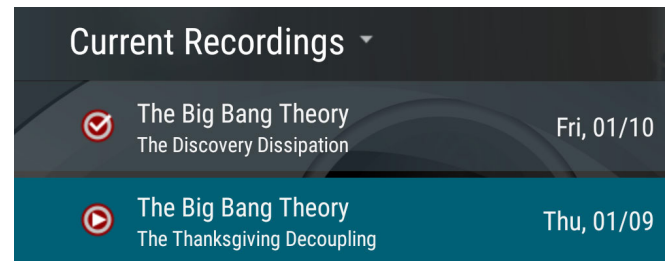 Current Recordings
The Big Bang Theory
The Discovery Dissipation
Fri, 01/10
The Big Bang Theory
The Thanksgiving Decoupling
Thu, 01/09